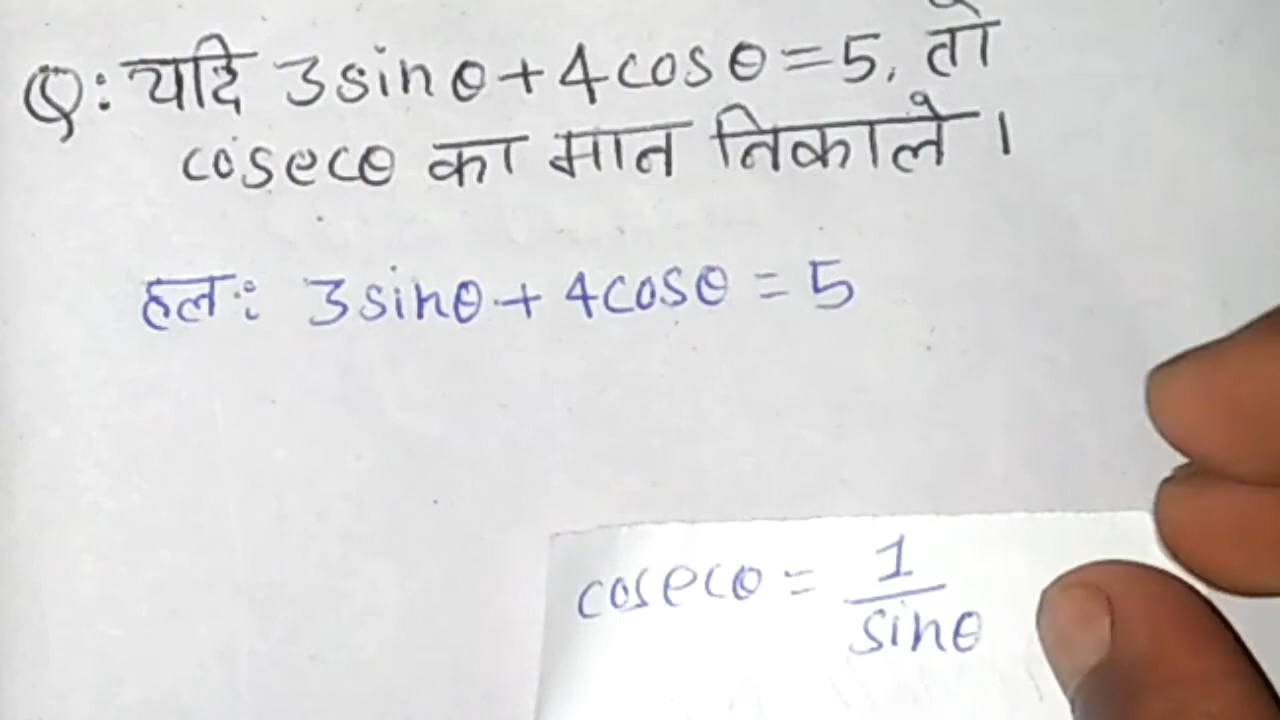 Q: यदि 3sinθ+4cosθ=5, तो
cosecθ का मान निकाले ।
हल: 3sinθ+4cosθ=5
cosecθ = 1/sinθ